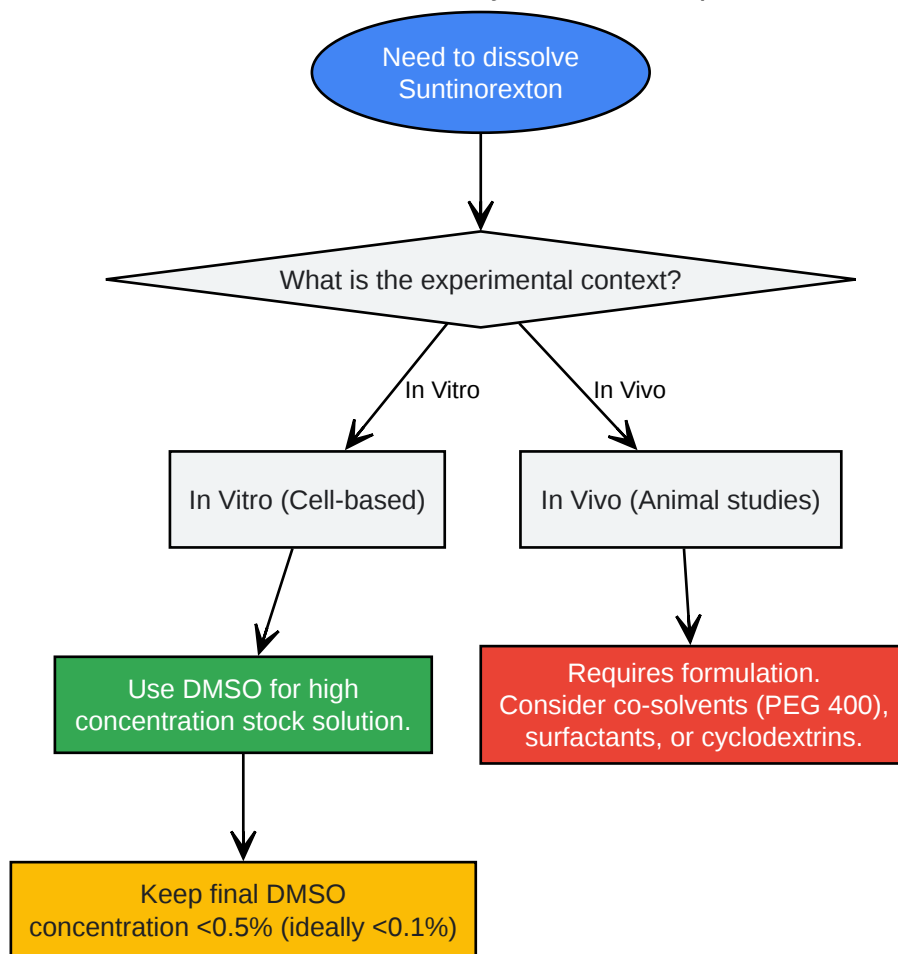 Need to dissolve
Suntinorexton
What is the experimental context?
In Vitro
In Vivo
In Vitro (Cell-based)
In Vivo (Animal studies)
Use DMSO for high
concentration stock solution.
Requires formulation.
Consider co-solvents (PEG 400),
surfactants, or cyclodextrins.
Keep final DMSO
concentration <0.5% (ideally <0.1%)